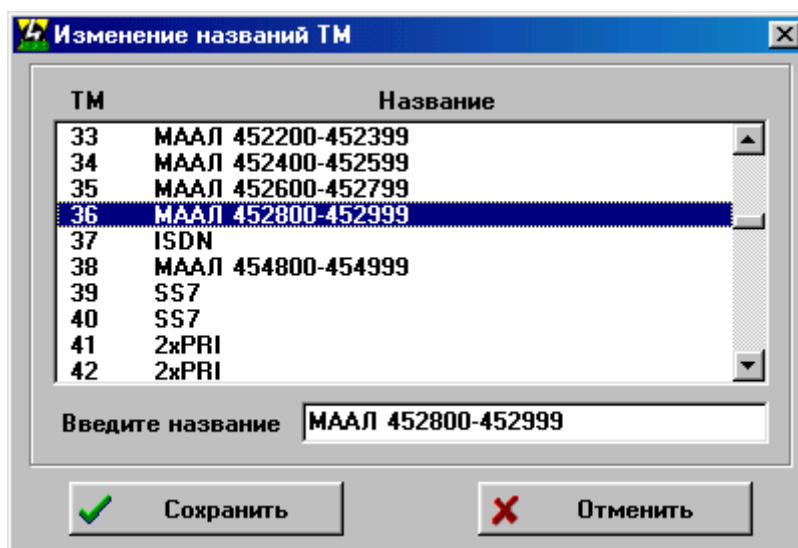 Изменение названий ТМ
ТМ Название
33 МААЛ 452200-452399
34 МААЛ 452400-452599
35 МААЛ 452600-452799
36 МААЛ 452800-452999
37 ISDN
38 МААЛ 454800-454999
39 SS7
40 SS7
41 2xPRI
42 2xPRI
Введите название МААЛ 452800-452999
Сохранить Отменить